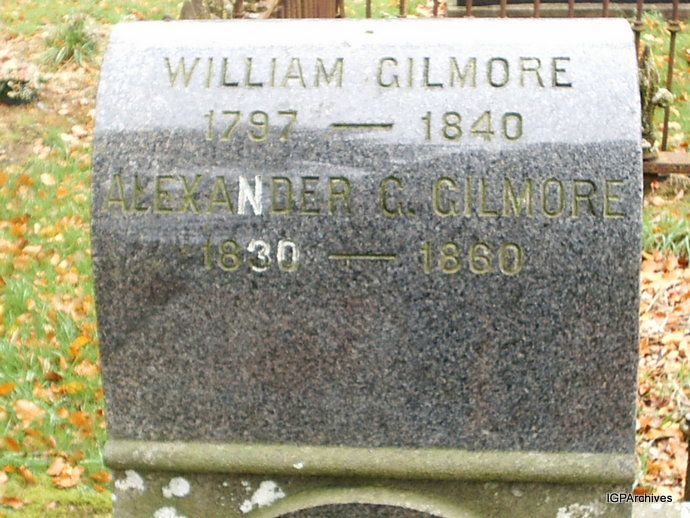 WILLIAM GILMORE
1797 — 1840
ALEXANDER G. GILMORE
1830 — 1860
IGPArchives